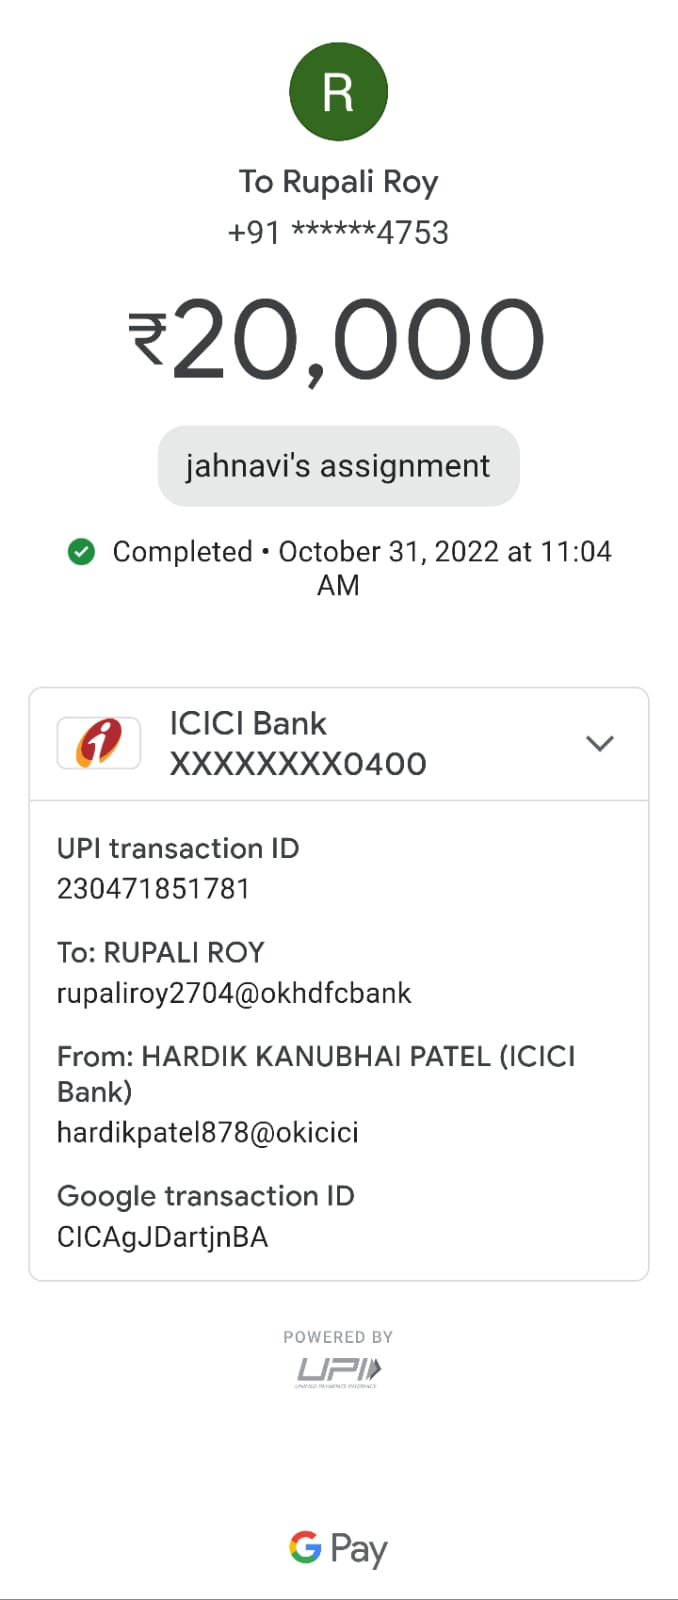 R
To Rupali Roy
+91 ******4753
₹20,000
jahnavi's assignment
Completed • October 31, 2022 at 11:04
AM
ICICI Bank
XXXXXXXX0400
UPI transaction ID
230471851781
To: RUPALI ROY
rupaliroy2704@okhdfcbank
From: HARDIK KANUBHAI PATEL (ICICI
Bank)
hardikpatel878@okicici
Google transaction ID
CICAgJDartjnBA
POWERED BY
UPI
UNIFIED PAYMENTS INTERFACE
G Pay